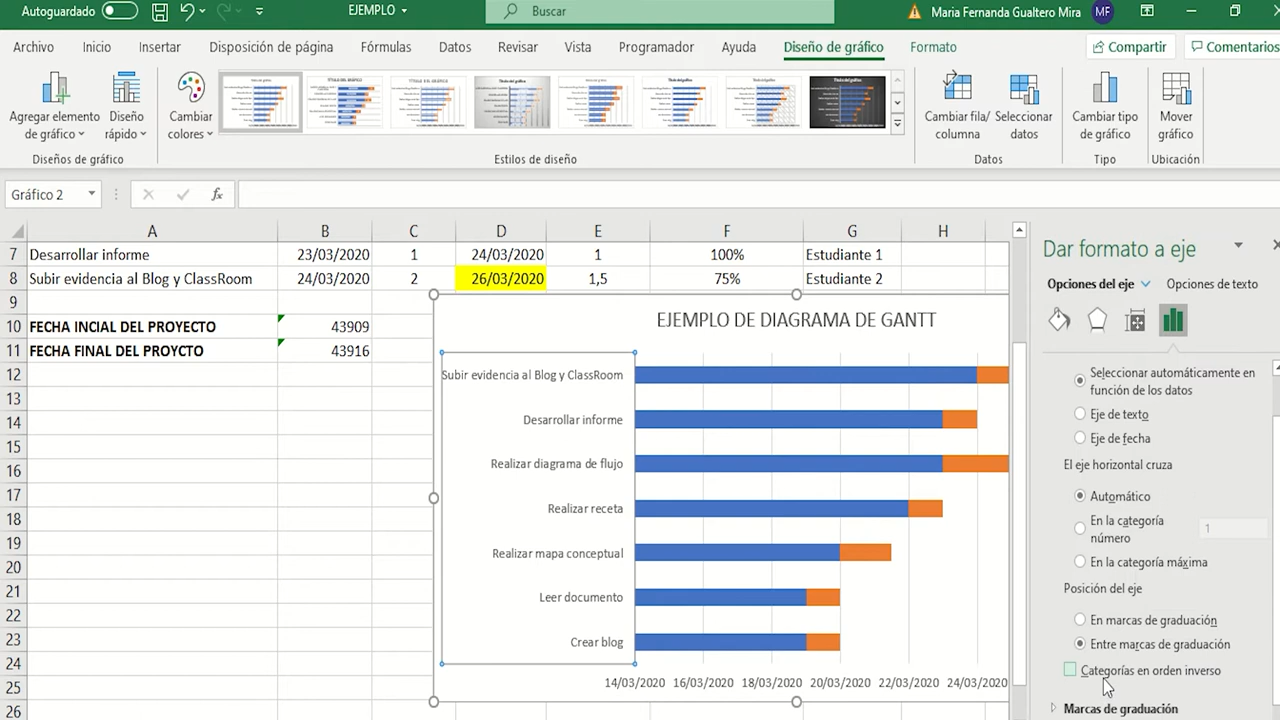 Autoguardado
EJEMPLO
Buscar
Maria Fernanda Gualtero Mira
MF
Archivo
Inicio
Insertar
Disposición de página
Fórmulas
Datos
Revisar
Vista
Programador
Ayuda
Diseño de gráfico
Formato
Compartir
Comentarios
Agregar elemento de gráfico
Diseño rápido
Cambiar colores
Cambiar fila/ columna
Seleccionar datos
Cambiar tipo de gráfico
Mover gráfico
Diseños de gráfico
Estilos de diseño
Datos
Tipo
Ubicación
Gráfico 2
fx
A B C D E F G H
7 Desarrollar informe 23/03/2020 1 24/03/2020 1 100% Estudiante 1
8 Subir evidencia al Blog y ClassRoom 24/03/2020 2 26/03/2020 1,5 75% Estudiante 2
9
10 FECHA INCIAL DEL PROYECTO 43909
11 FECHA FINAL DEL PROYCTO 43916
12
13
14
15
16
17
18
19
20
21
22
23
24
25
26
EJEMPLO DE DIAGRAMA DE GANTT
Subir evidencia al Blog y ClassRoom
Desarrollar informe
Realizar diagrama de flujo
Realizar receta
Realizar mapa conceptual
Leer documento
Crear blog
14/03/2020 16/03/2020 18/03/2020 20/03/2020 22/03/2020 24/03/2020
Dar formato a eje
Opciones del eje
Opciones de texto
Seleccionar automáticamente en
función de los datos
Eje de texto
Eje de fecha
El eje horizontal cruza
Automático
En la categoría
número
1
En la categoría máxima
Posición del eje
En marcas de graduación
Entre marcas de graduación
Categorías en orden inverso
Marcas de graduación